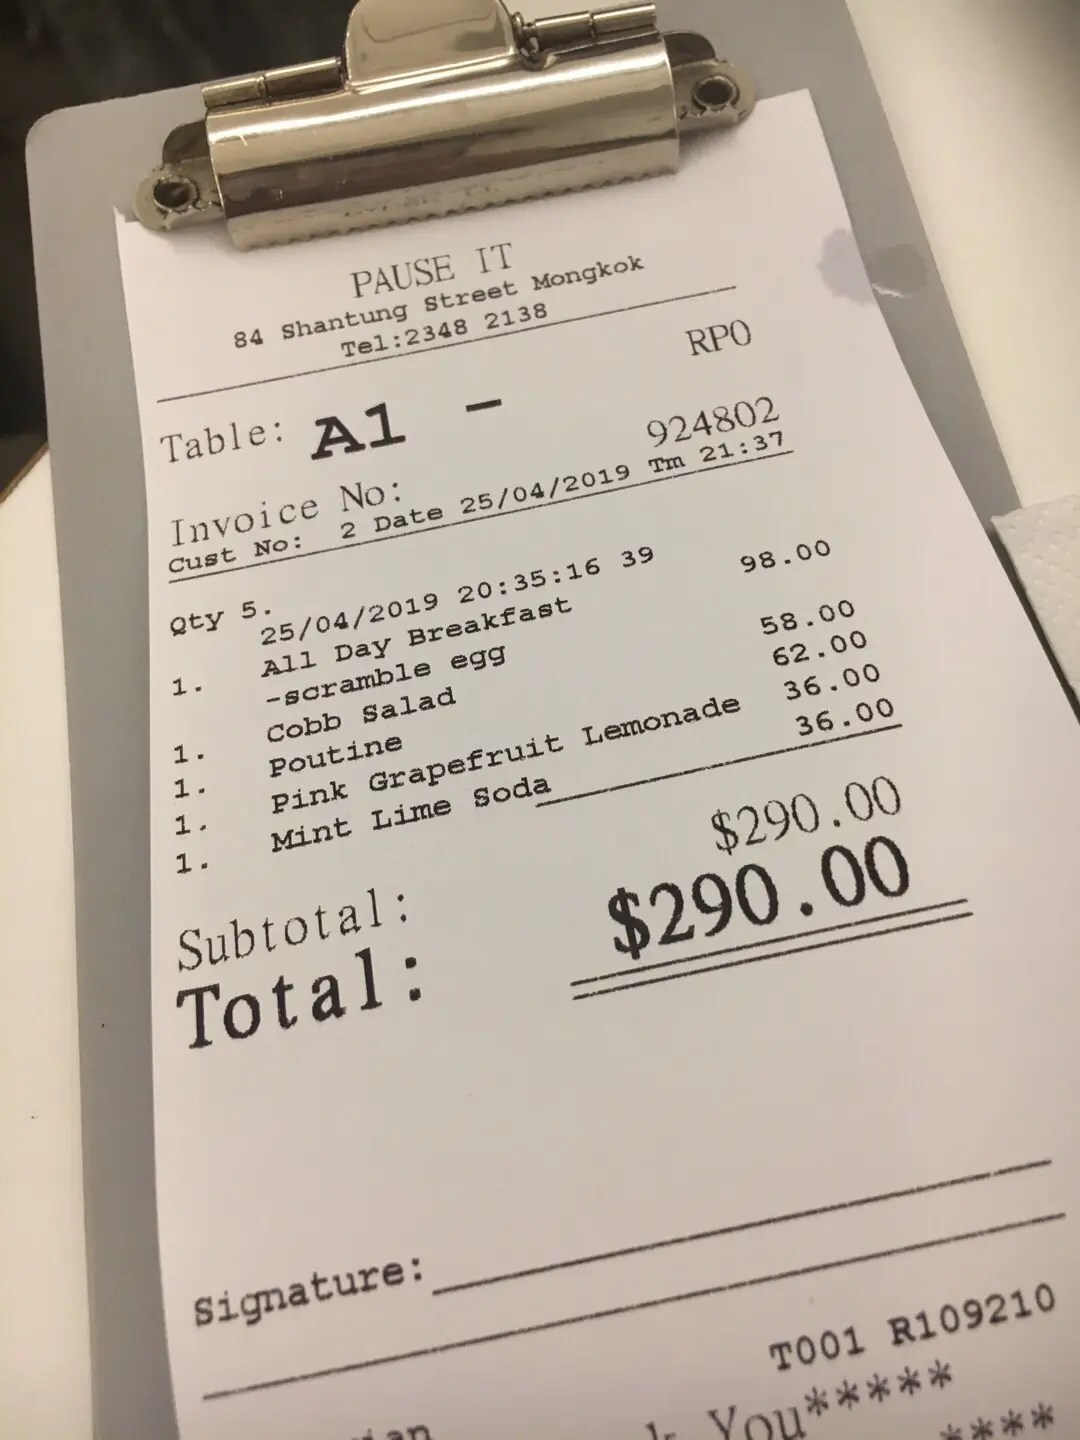 PAUSE IT
84 Shantung Street Mongkok
Tel:2348 2138
RPO
Table: A1 -
Invoice No: 924802
Cust No: 2 Date 25/04/2019 Tm 21:37
Qty 5.
25/04/2019 20:35:16 39
1. All Day Breakfast 98.00
-scramble egg
1. Cobb Salad 58.00
1. Poutine 62.00
1. Pink Grapefruit Lemonade 36.00
1. Mint Lime Soda 36.00
Subtotal: $290.00
Total: $290.00
Signature:
T001 R109210
You*****
****